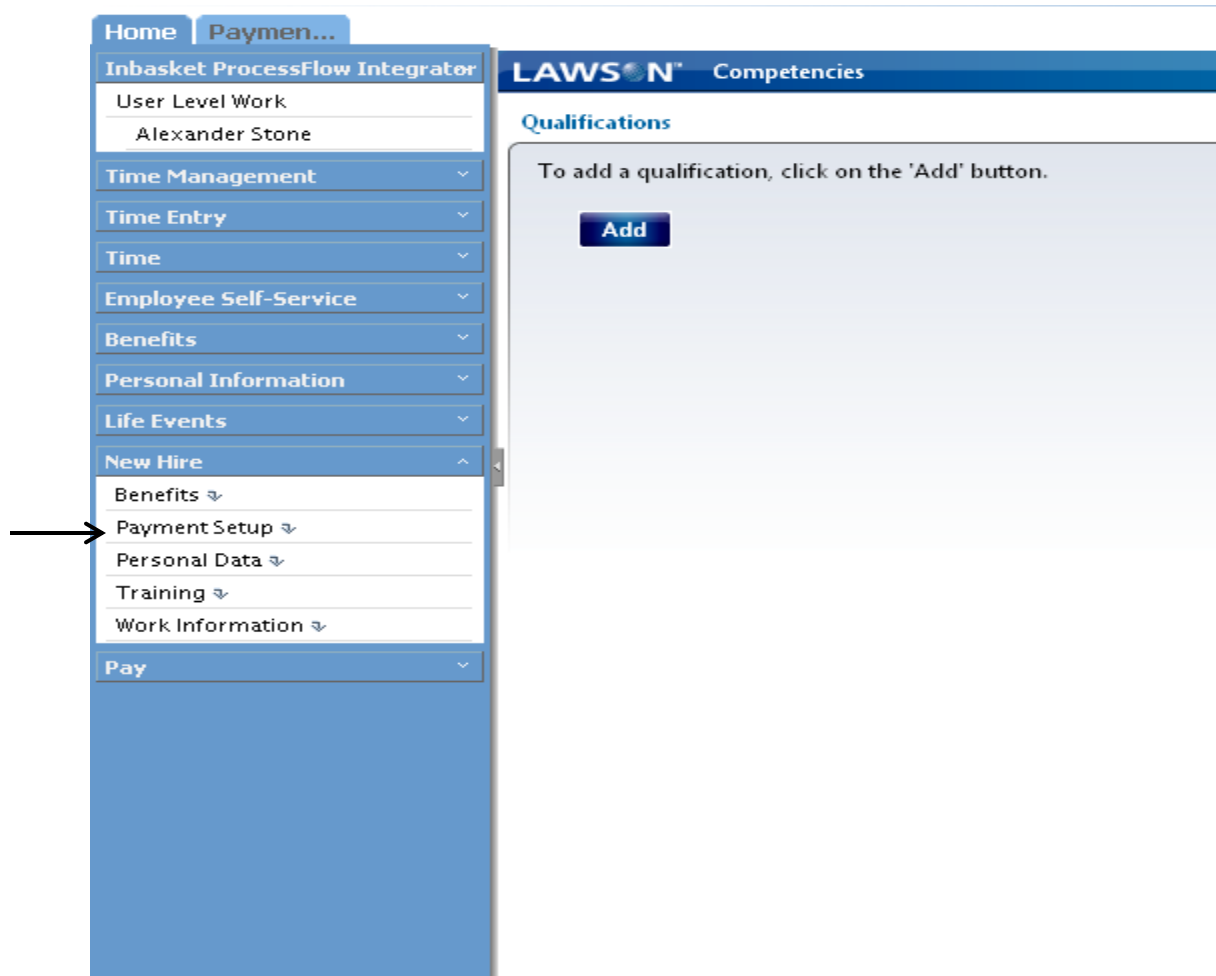 Home
Paymen...
Inbasket ProcessFlow Integrator
User Level Work
Alexander Stone
Time Management
Time Entry
Time
Employee Self-Service
Benefits
Personal Information
Life Events
New Hire
Benefits
Payment Setup
Personal Data
Training
Work Information
Pay
LAWSON™ Competencies
Qualifications
To add a qualification, click on the 'Add' button.
Add